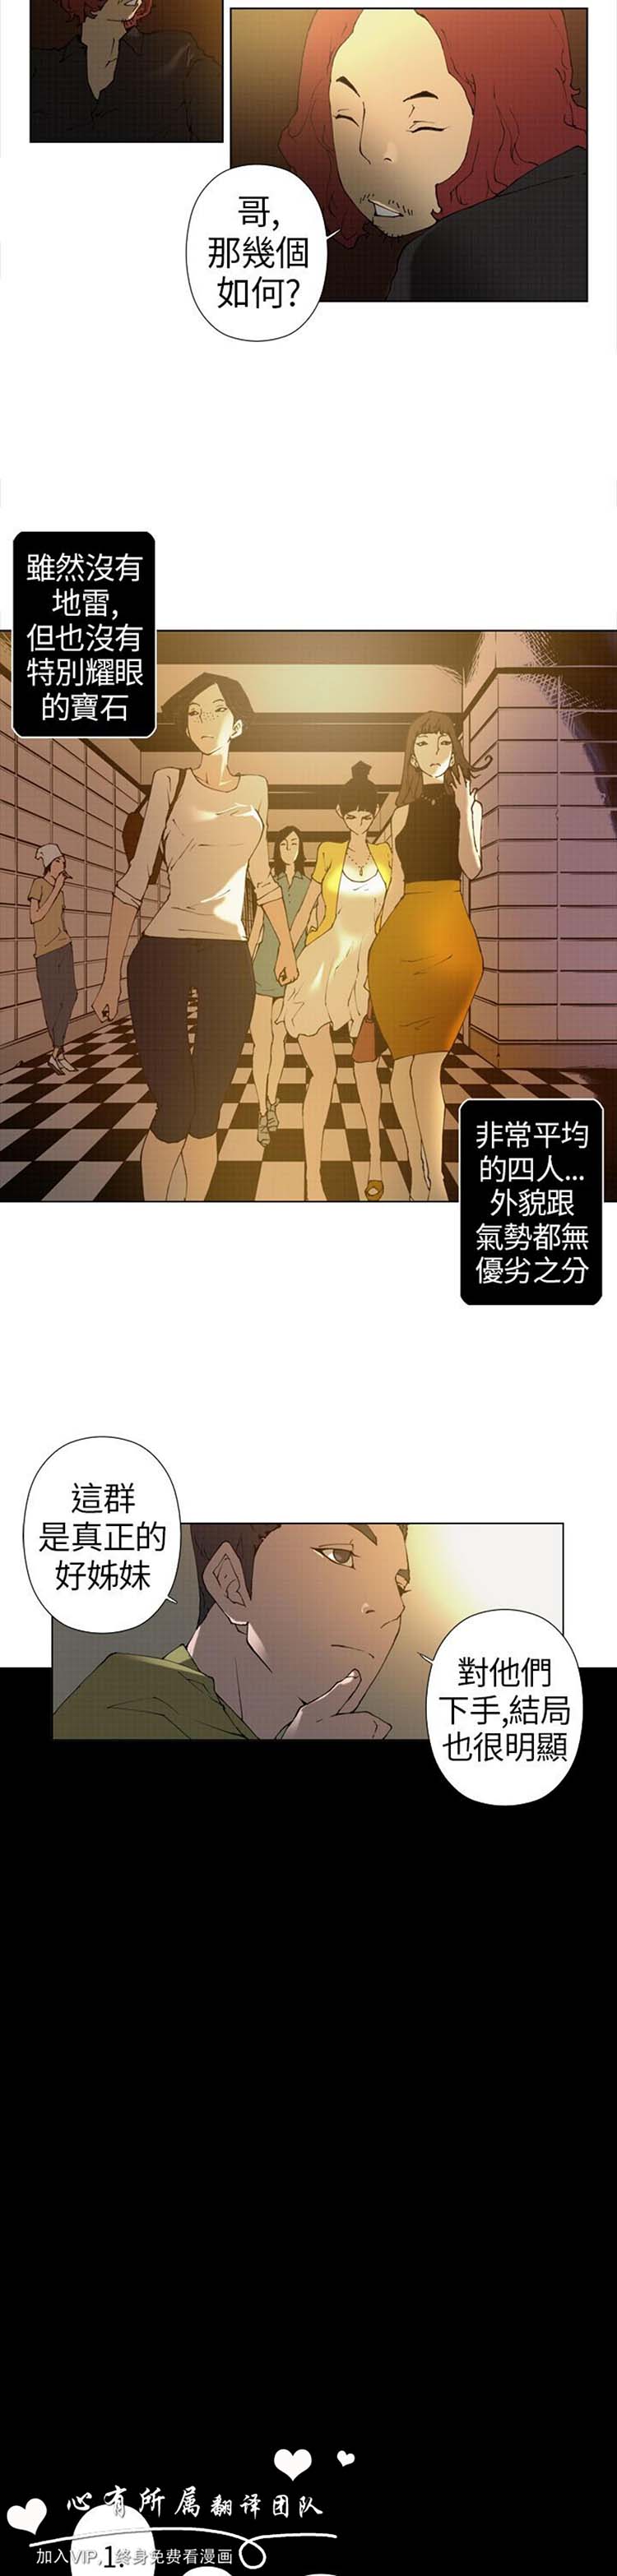 哥,
那幾個
如何?
雖然沒有
地雷,
但也沒有
特別耀眼
的寶石
非常平均
的四人...
外貌跟
氣勢都無
優劣之分
這群
是真正的
好姊妹
對他們
下手,結局
也很明顯
心有所属翻译团队
1.
加入VIP,终身免费看漫画